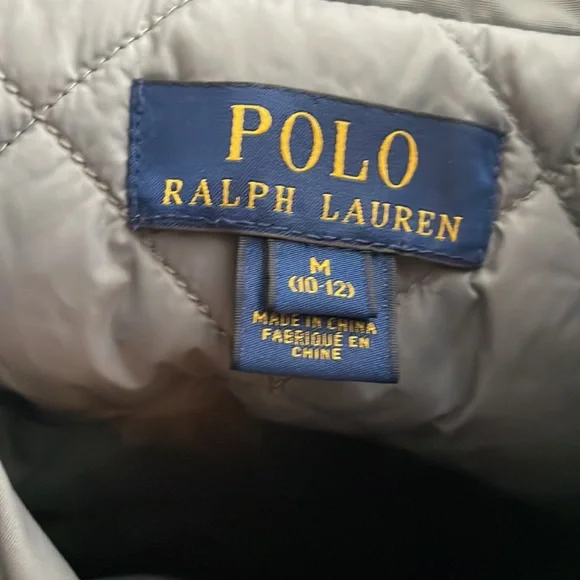 POLO
RALPH LAUREN
M
(10-12)
MADE IN CHINA
FABRIQUÉ EN
CHINE